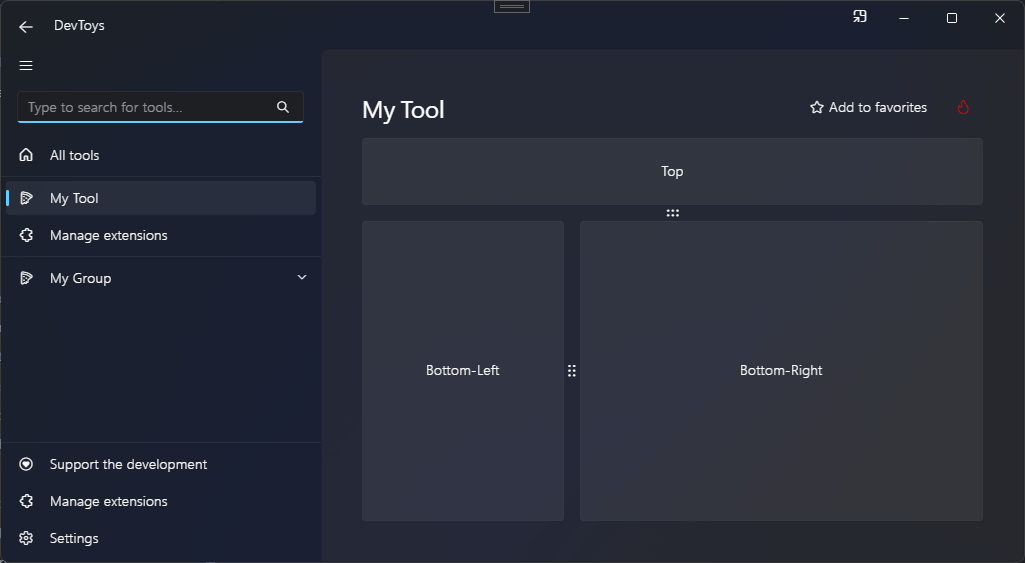 DevToys
Type to search for tools...
All tools
My Tool
Manage extensions
My Group
Support the development
Manage extensions
Settings
My Tool
Add to favorites
Top
Bottom-Left
Bottom-Right